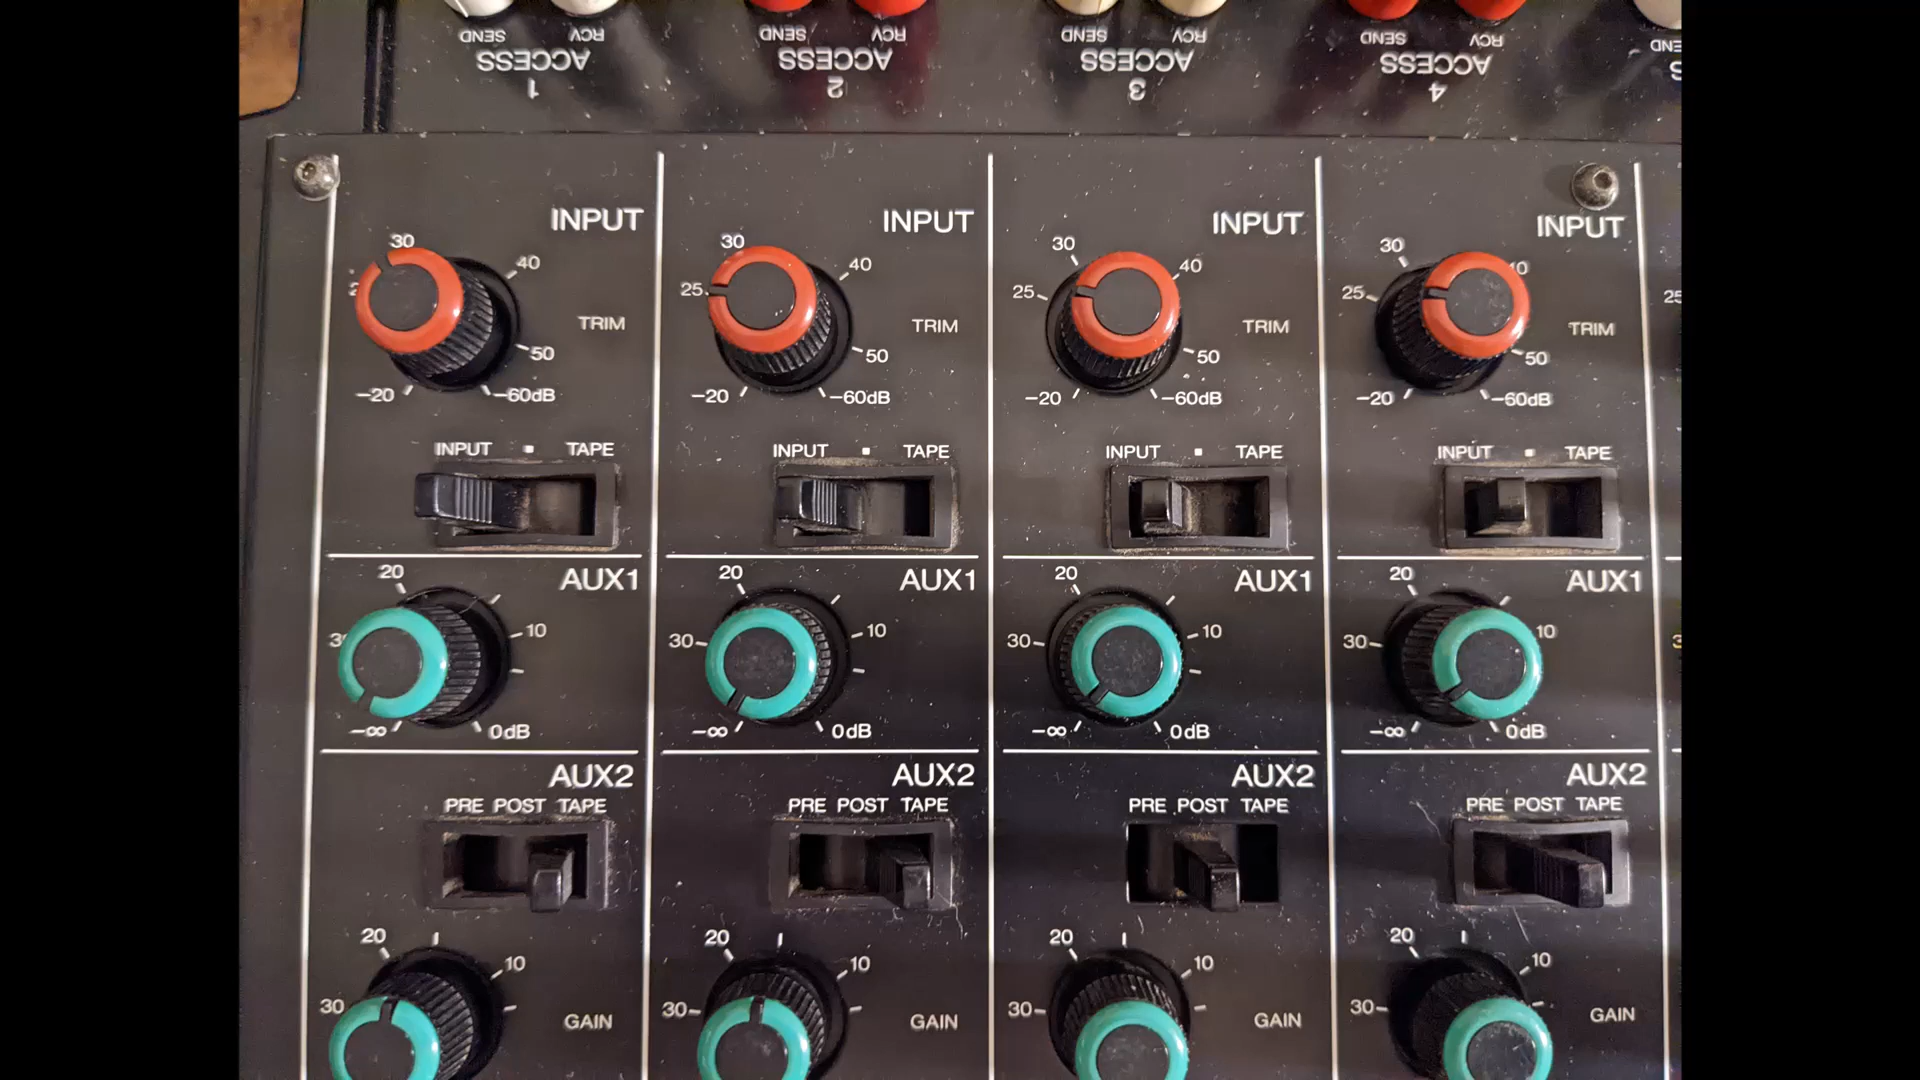 SEND RCV SEND RCV SEND RCV SEND RCV
ACCESS ACCESS ACCESS ACCESS
1 2 3 4
INPUT INPUT INPUT INPUT
30 30 30 30
40 40 40
25 25 25
TRIM TRIM TRIM TRIM
50 50 50 50
-20 -60dB -20 -60dB -20 -60dB -20 -60dB
INPUT ▪ TAPE INPUT ▪ TAPE INPUT ▪ TAPE INPUT ▪ TAPE
20 AUX1 20 AUX1 20 AUX1 20 AUX1
10 30 10 30 10 30 10
-∞ 0dB -∞ 0dB -∞ 0dB -∞ 0dB
AUX2 AUX2 AUX2 AUX2
PRE POST TAPE PRE POST TAPE PRE POST TAPE PRE POST TAPE
20 20 20 20
10 10 10 10
30 GAIN 30 GAIN 30 GAIN 30 GAIN